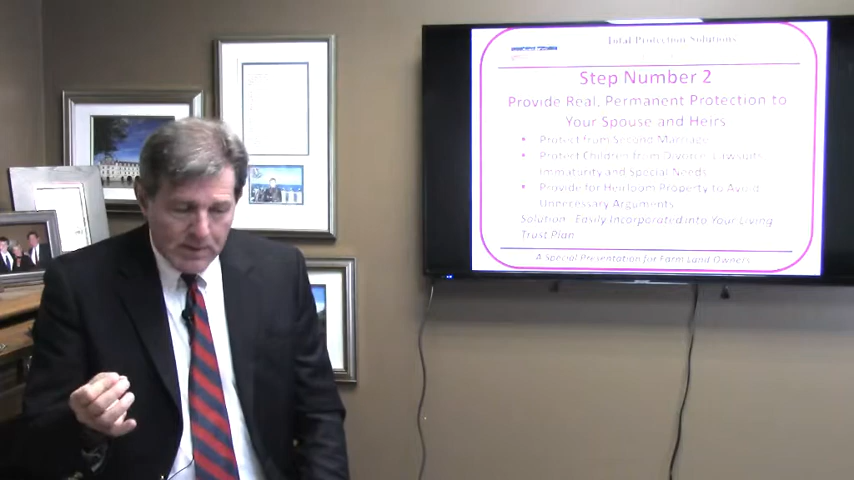 Total Protection Solutions
Step Number 2
Provide Real, Permanent Protection to
Your Spouse and Heirs
• Protect from Second Marriage
• Protect Children from Divorce, Lawsuits,
Immaturity and Special Needs
• Provide for Heirloom Property to Avoid
Unnecessary Arguments
Solution: Easily Incorporated into Your Living
Trust Plan
A Special Presentation for Farm Land Owners